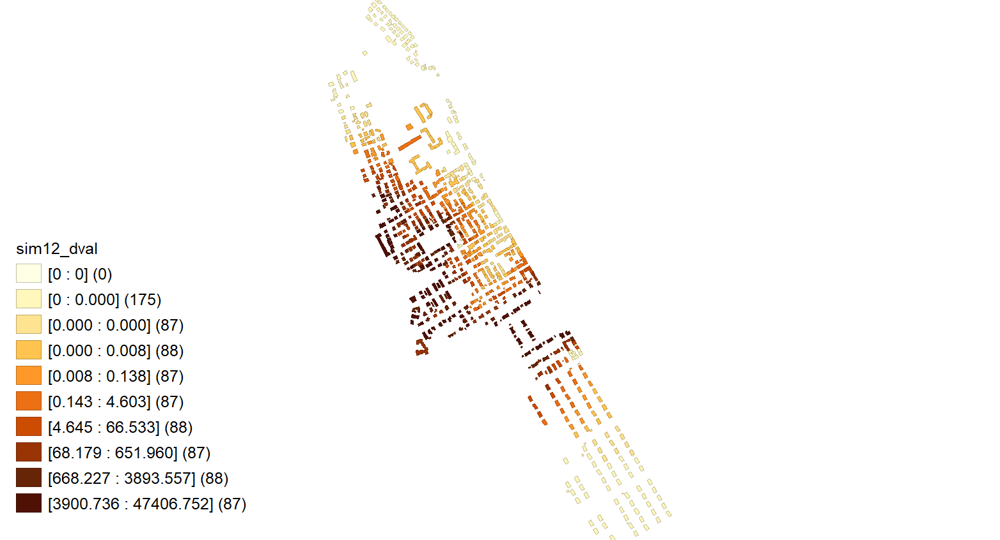 sim12_dval
[0 : 0] (0)
[0 : 0.000] (175)
[0.000 : 0.000] (87)
[0.000 : 0.008] (88)
[0.008 : 0.138] (87)
[0.143 : 4.603] (87)
[4.645 : 66.533] (88)
[68.179 : 651.960] (87)
[668.227 : 3893.557] (88)
[3900.736 : 47406.752] (87)